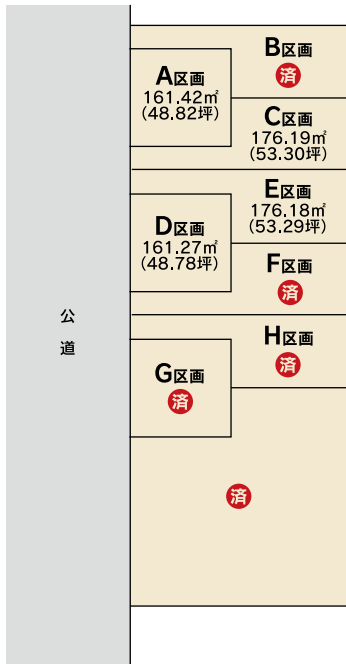 B区画
済
A区画
161.42㎡
(48.82坪)
C区画
176.19㎡
(53.30坪)
E区画
176.18㎡
(53.29坪)
D区画
161.27㎡
(48.78坪)
F区画
済
公
道
H区画
済
G区画
済
済